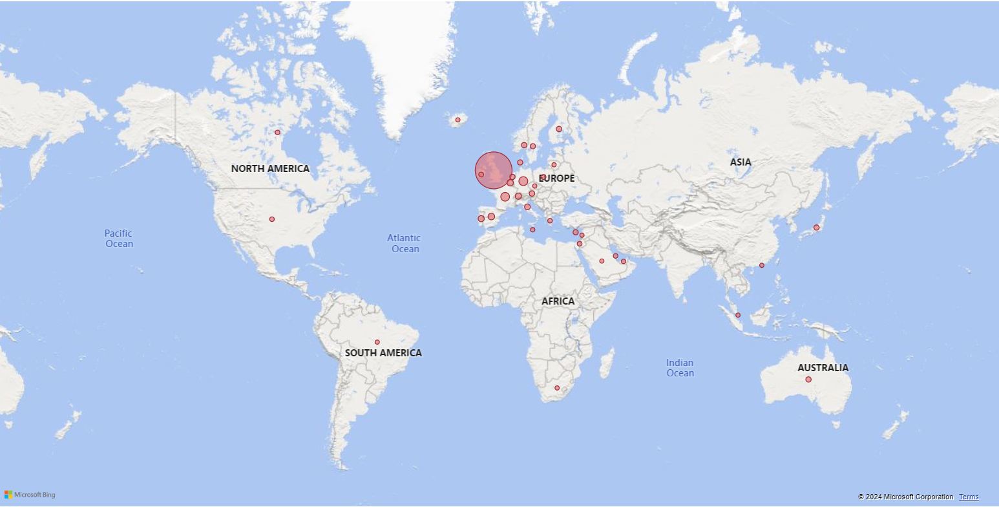 NORTH AMERICA
EUROPE
ASIA
Pacific
Ocean
Atlantic
Ocean
AFRICA
SOUTH AMERICA
Indian
Ocean
AUSTRALIA
Microsoft Bing
© 2024 Microsoft Corporation Terms